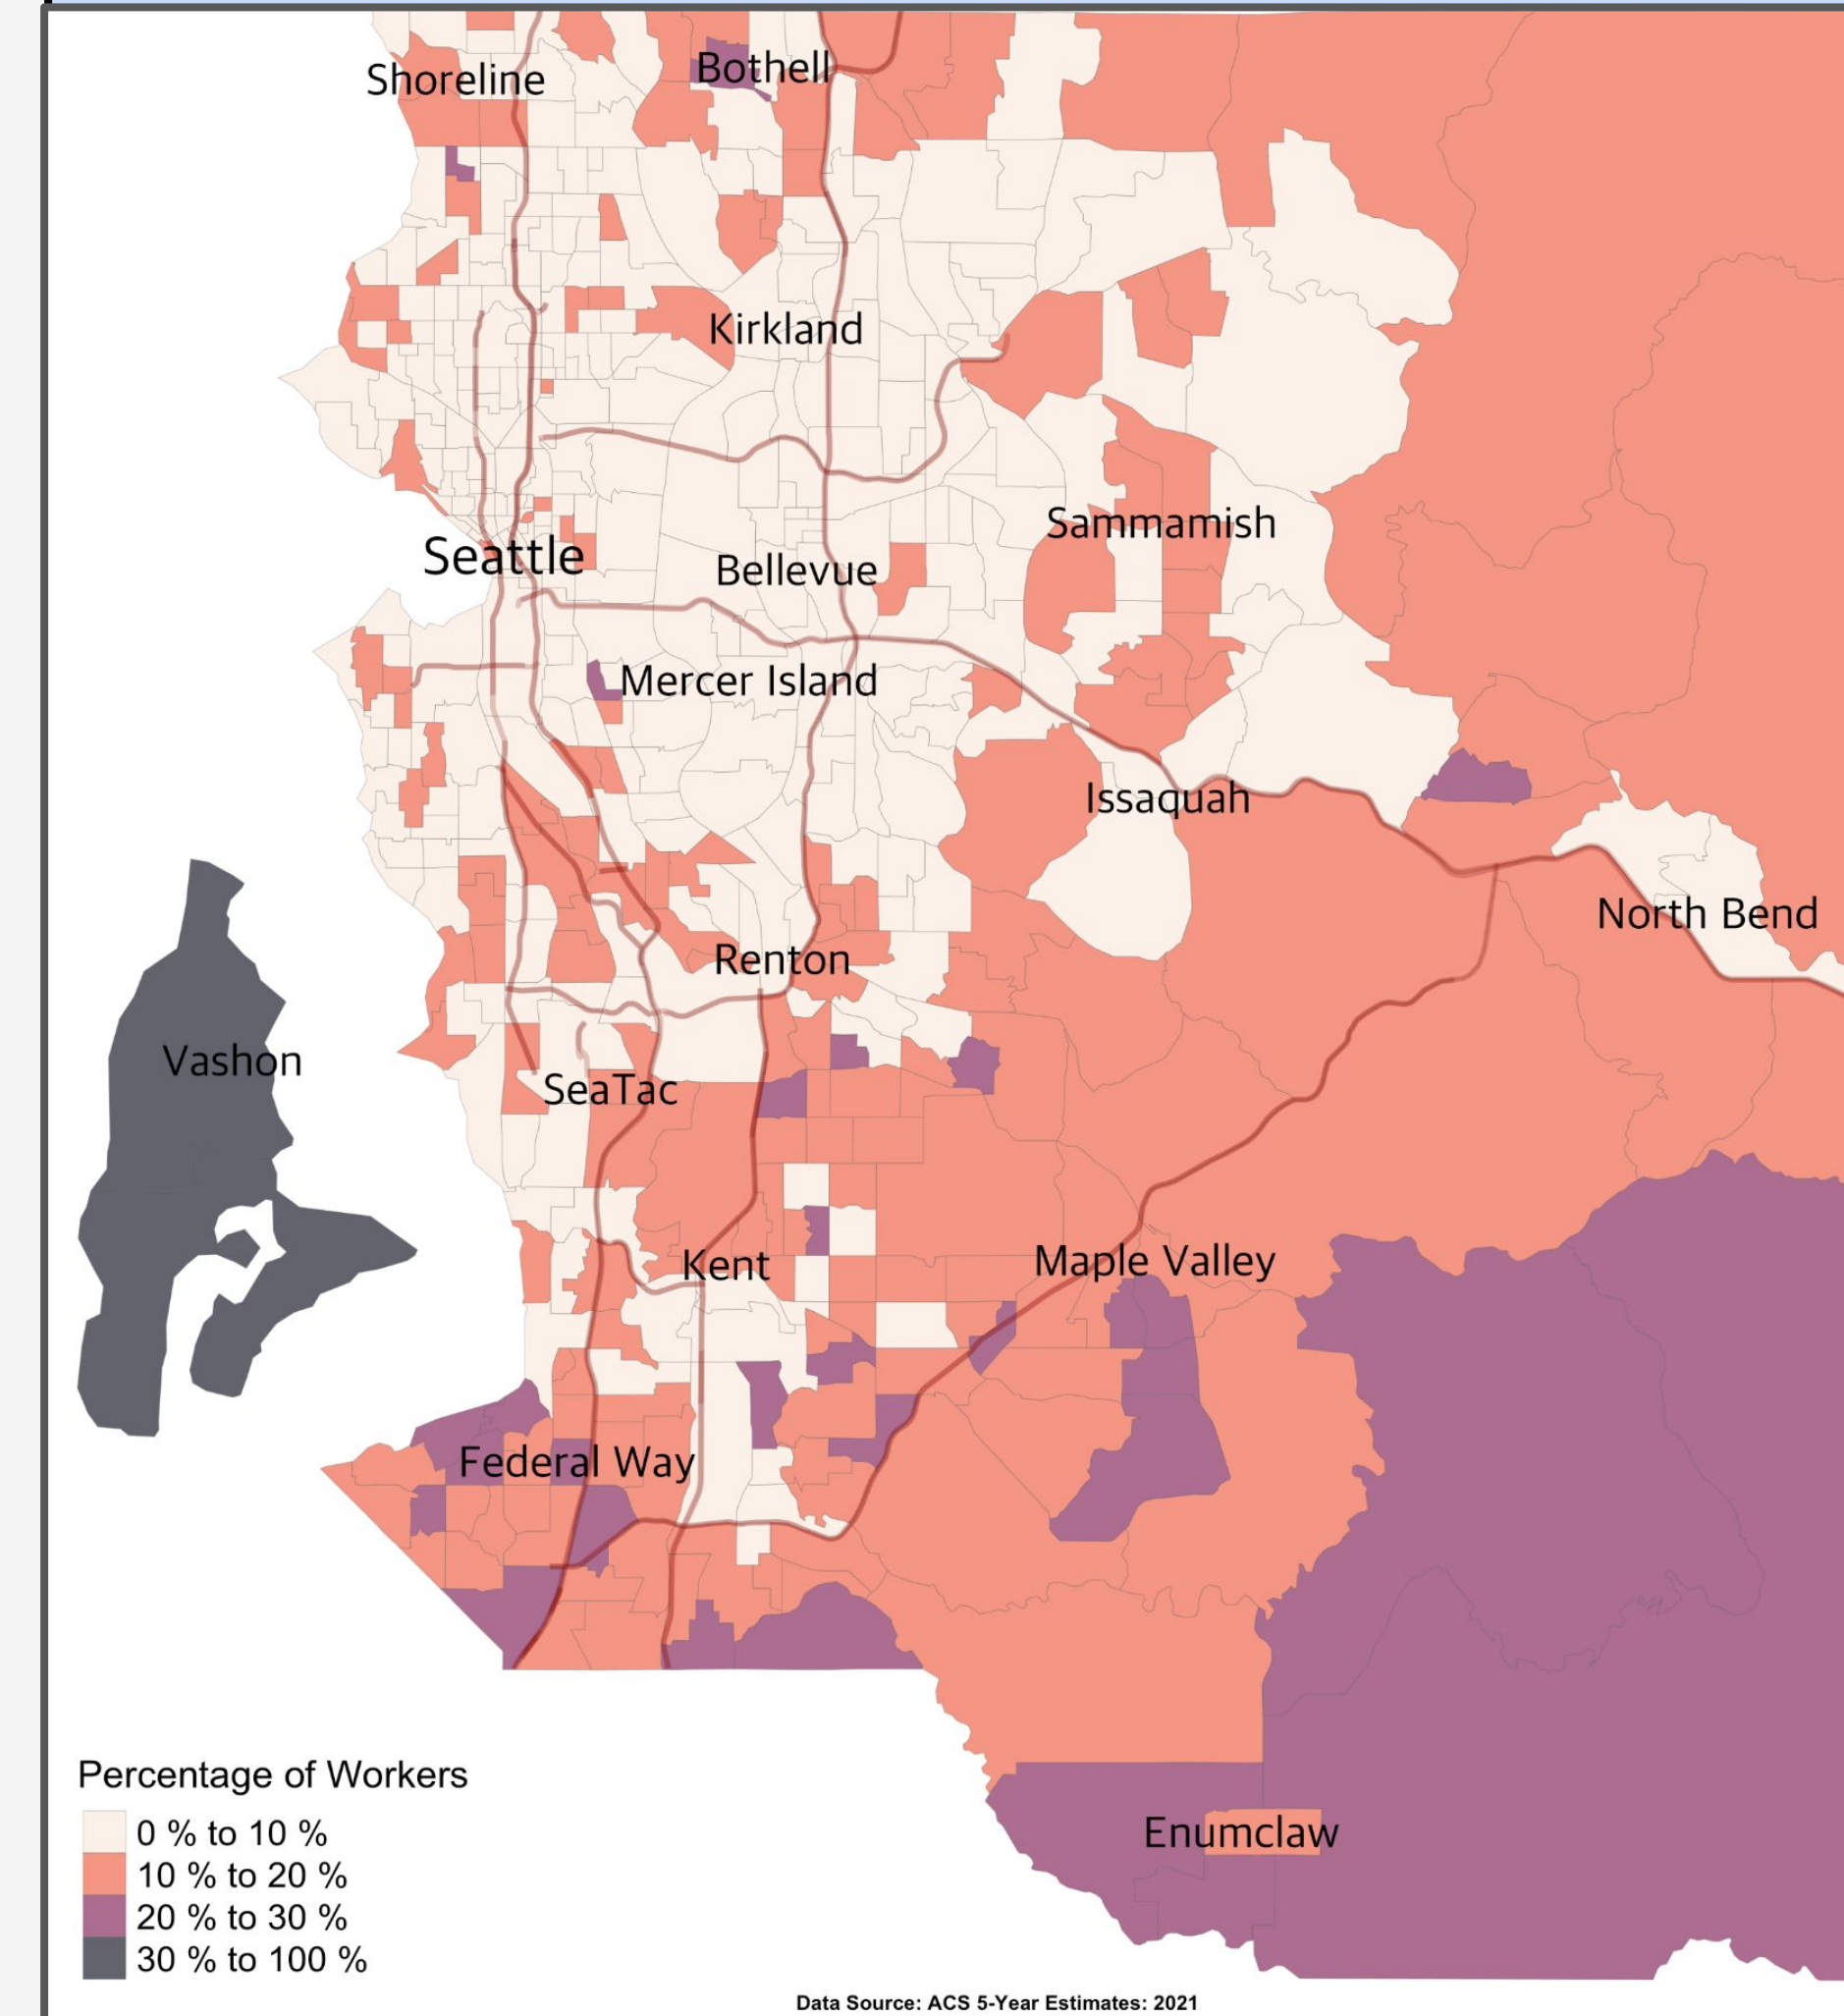 Shoreline
Bothell
Kirkland
Sammamish
Seattle
Bellevue
Mercer Island
Issaquah
North Bend
Renton
Vashon
SeaTac
Kent
Maple Valley
Federal Way
Percentage of Workers
0 % to 10 %
10 % to 20 %
20 % to 30 %
30 % to 100 %
Enumclaw
Data Source: ACS 5-Year Estimates: 2021